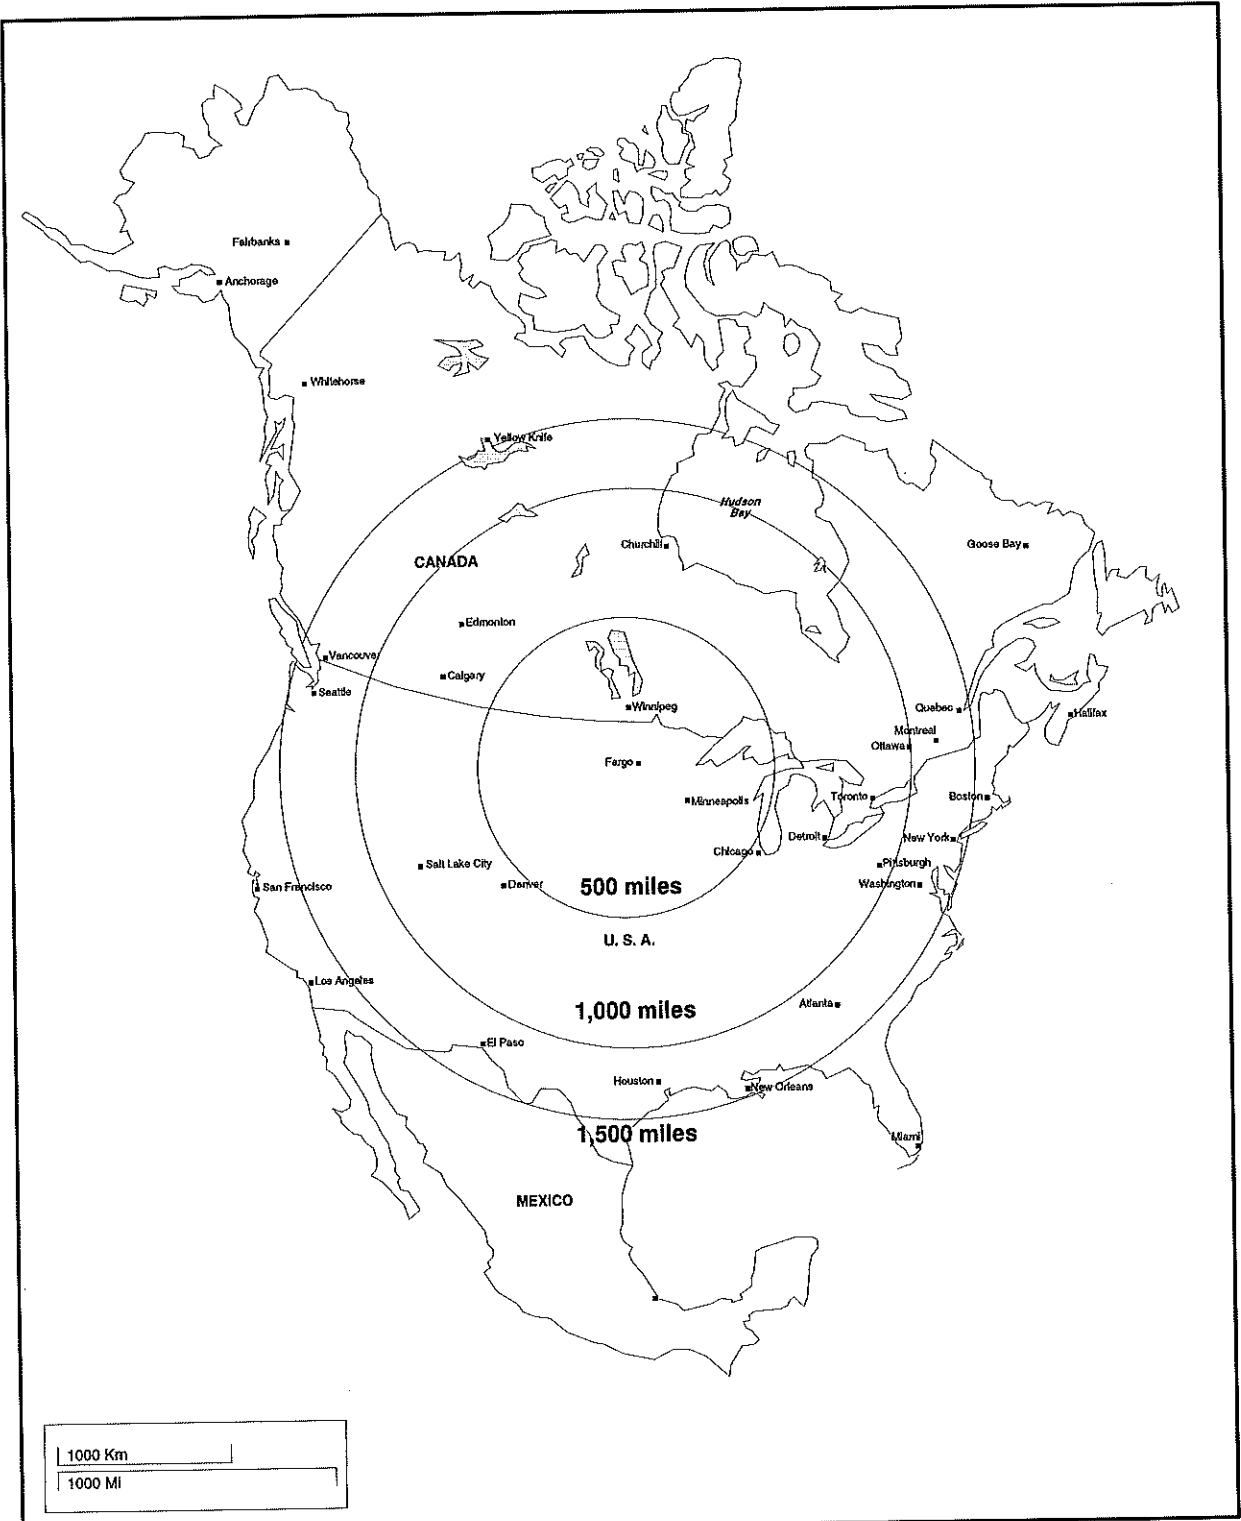 Fairbanks
Anchorage
Whitehorse
Yellow Knife
Hudson
Bay
Churchill
Goose Bay
CANADA
Edmonton
Vancouver
Calgary
Seattle
Winnipeg
Quebec
Halifax
Montreal
Ottawa
Fargo
Minneapolis
Toronto
Boston
Detroit
New York
Chicago
Pittsburgh
Salt Lake City
Denver
Washington
San Francisco
500 miles
U. S. A.
Los Angeles
1,000 miles
Atlanta
El Paso
Houston
New Orleans
1,500 miles
Miami
MEXICO
1000 Km
1000 Mi